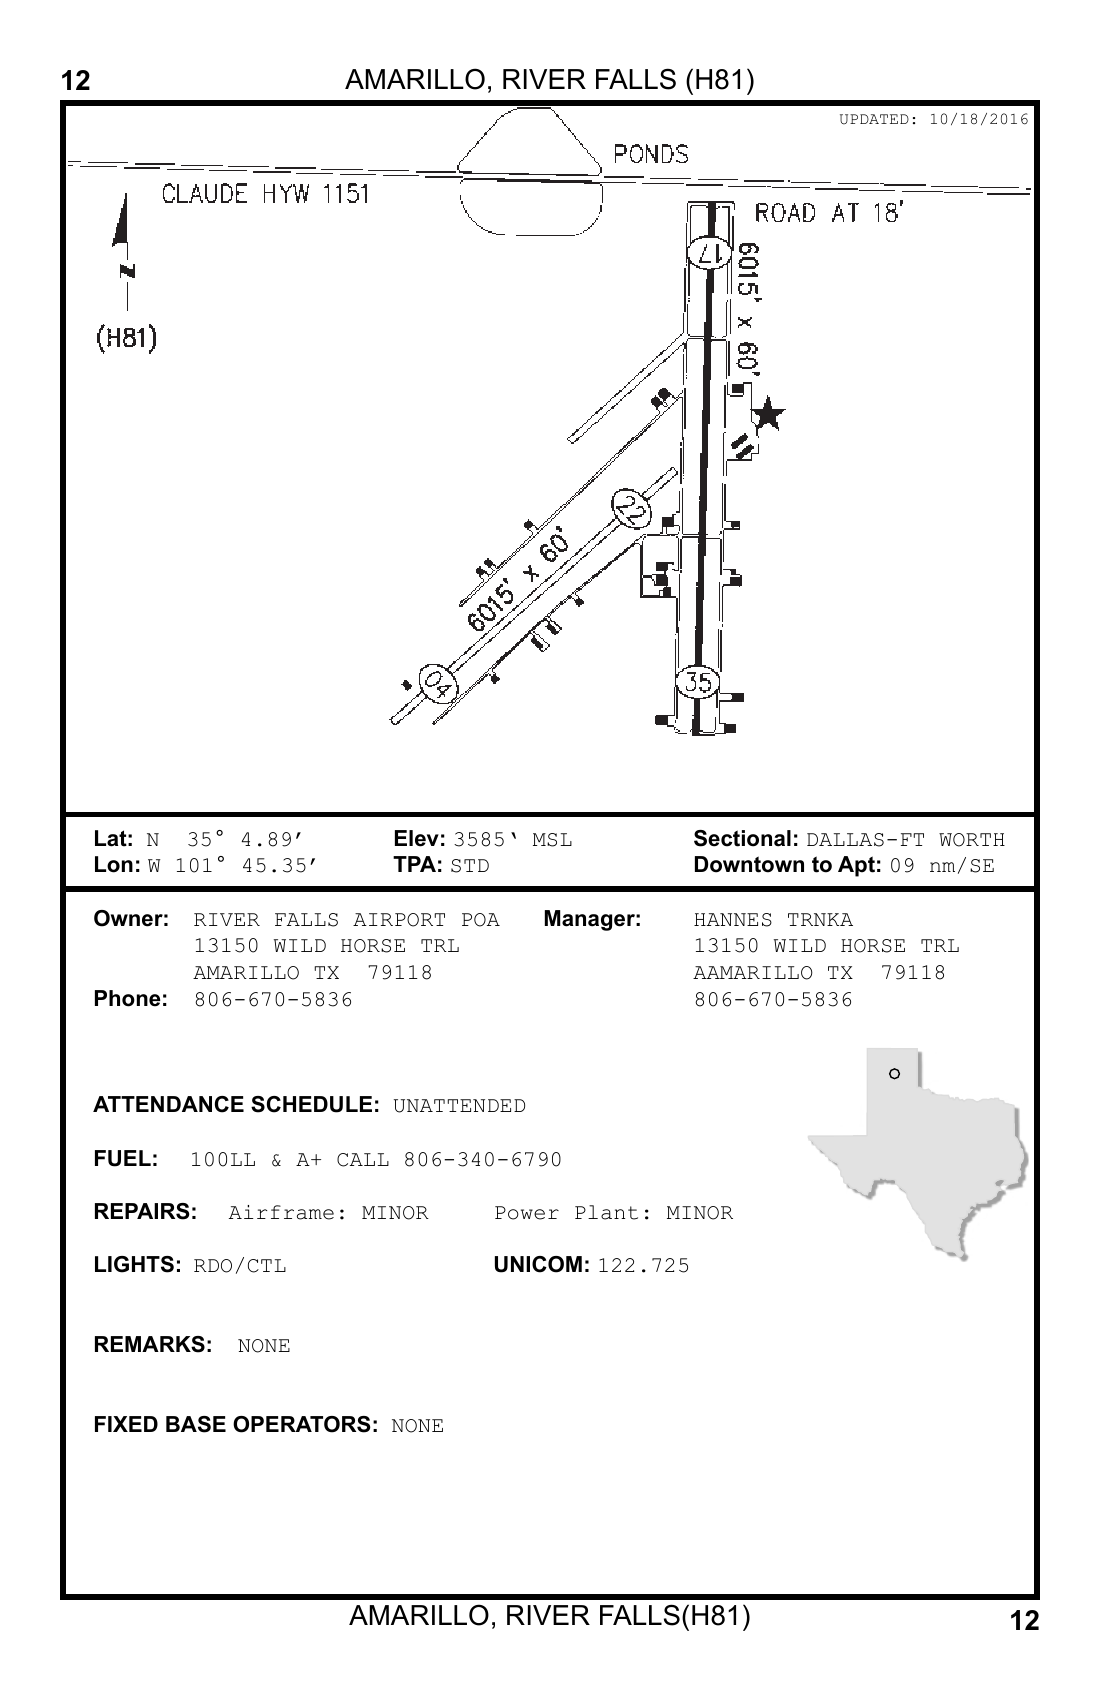 12 AMARILLO, RIVER FALLS (H81)
UPDATED: 10/18/2016
PONDS
CLAUDE HYW 1151
ROAD AT 18'
17
6015' x 60'
N
(H81)
22
6015' x 60'
04
35
Lat: N 35° 4.89′ Elev: 3585‘ MSL Sectional: DALLAS-FT WORTH
Lon: W 101° 45.35′ TPA: STD Downtown to Apt: 09 nm/SE
Owner: RIVER FALLS AIRPORT POA Manager: HANNES TRNKA
13150 WILD HORSE TRL 13150 WILD HORSE TRL
AMARILLO TX 79118 AAMARILLO TX 79118
Phone: 806-670-5836 806-670-5836
ATTENDANCE SCHEDULE: UNATTENDED
FUEL: 100LL & A+ CALL 806-340-6790
REPAIRS: Airframe: MINOR Power Plant: MINOR
LIGHTS: RDO/CTL UNICOM: 122.725
REMARKS: NONE
FIXED BASE OPERATORS: NONE
AMARILLO, RIVER FALLS(H81) 12